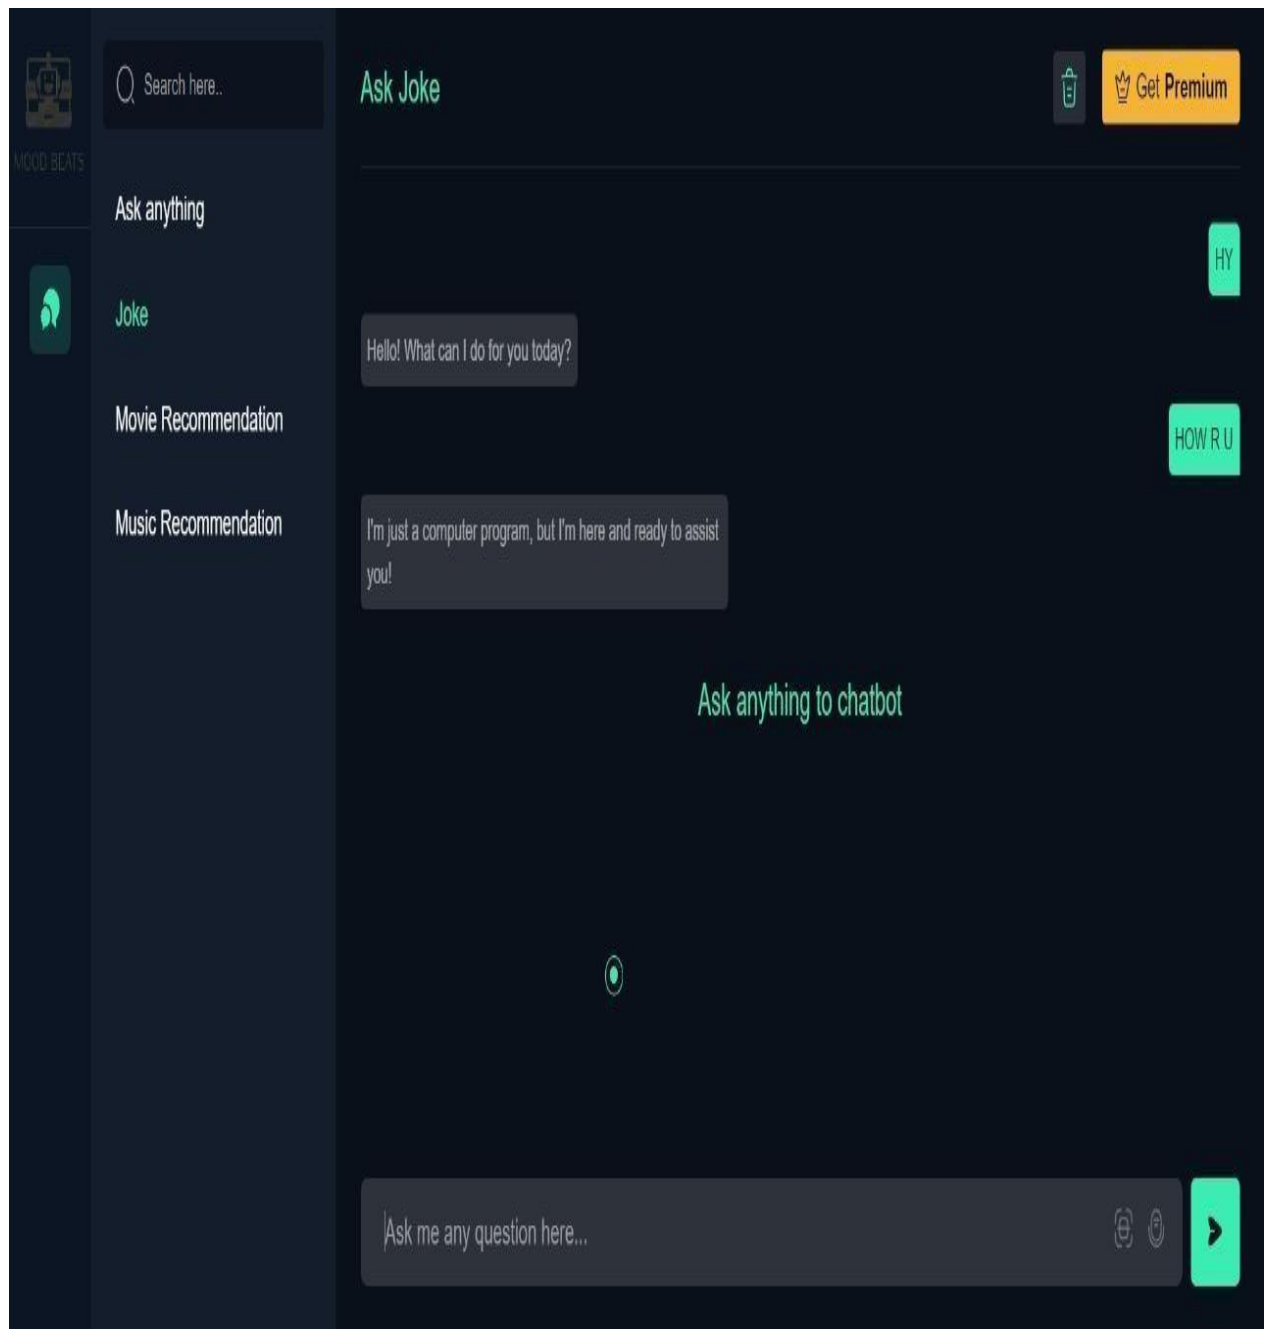 MOOD BEATS
Search here..
Ask anything
Joke
Movie Recommendation
Music Recommendation
Ask Joke
Get Premium
HY
Hello! What can I do for you today?
HOW R U
I'm just a computer program, but I'm here and ready to assist
you!
Ask anything to chatbot
Ask me any question here...